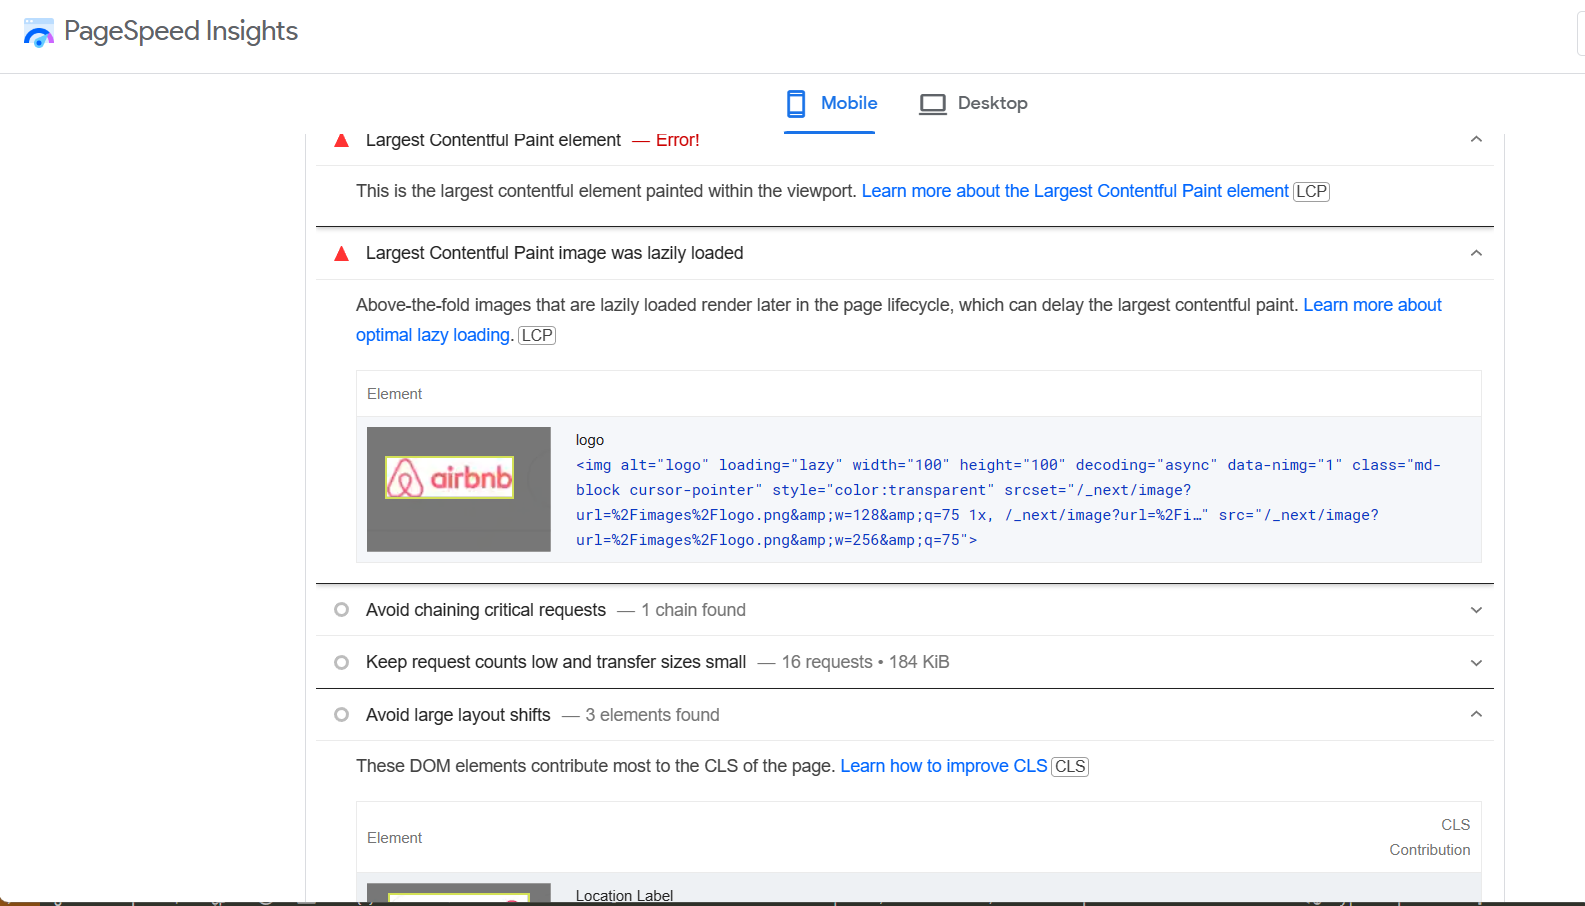 PageSpeed Insights
Mobile
Desktop
Largest Contentful Paint element — Error!
This is the largest contentful element painted within the viewport. Learn more about the Largest Contentful Paint element LCP
Largest Contentful Paint image was lazily loaded
Above-the-fold images that are lazily loaded render later in the page lifecycle, which can delay the largest contentful paint. Learn more about
optimal lazy loading. LCP
Element
airbnb
logo
<img alt="logo" loading="lazy" width="100" height="100" decoding="async" data-nimg="1" class="md-
block cursor-pointer" style="color:transparent" srcset="/_next/image?
url=%2Fimages%2Flogo.png&amp;w=128&amp;q=75 1x, /_next/image?url=%2Fi…" src="/_next/image?
url=%2Fimages%2Flogo.png&amp;w=256&amp;q=75">
Avoid chaining critical requests — 1 chain found
Keep request counts low and transfer sizes small — 16 requests • 184 KiB
Avoid large layout shifts — 3 elements found
These DOM elements contribute most to the CLS of the page. Learn how to improve CLS CLS
Element
CLS
Contribution
Location Label